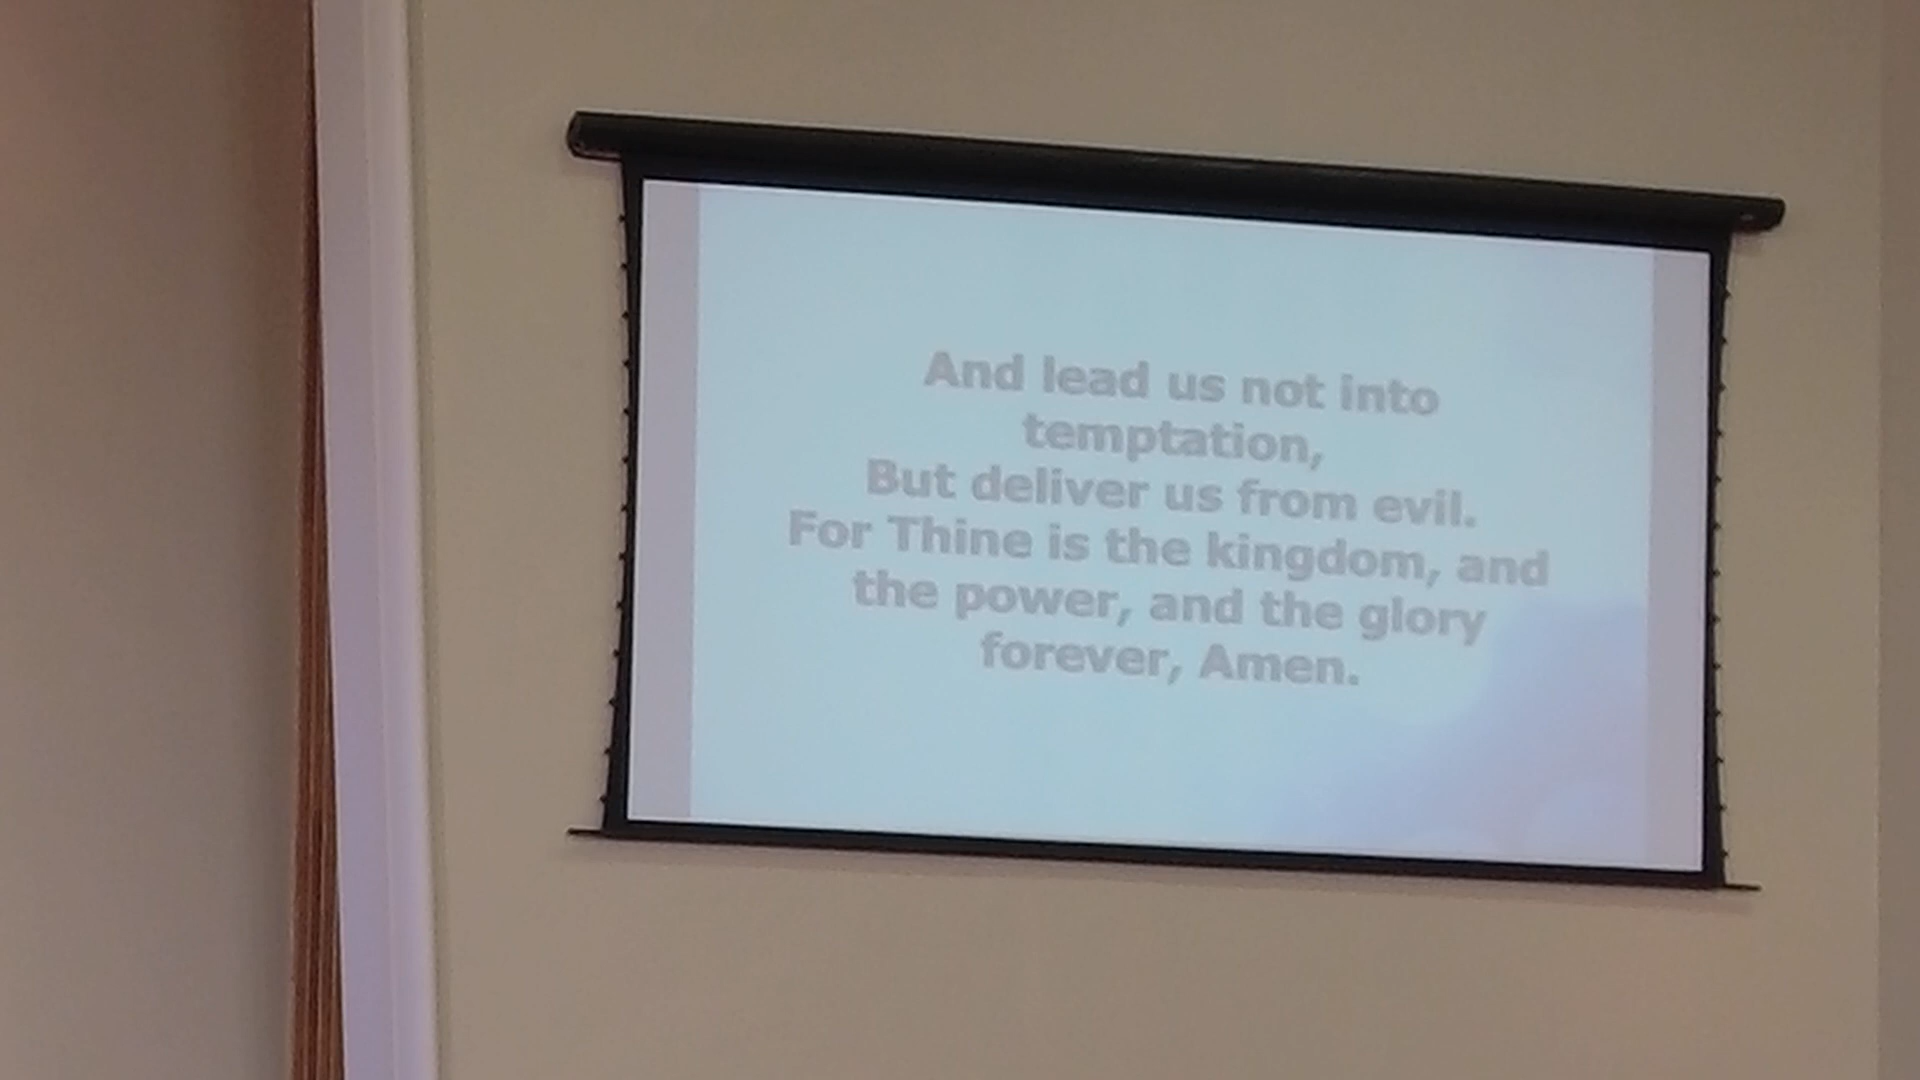 And lead us not into
temptation,
But deliver us from evil.
For Thine is the kingdom, and
the power, and the glory
forever, Amen.